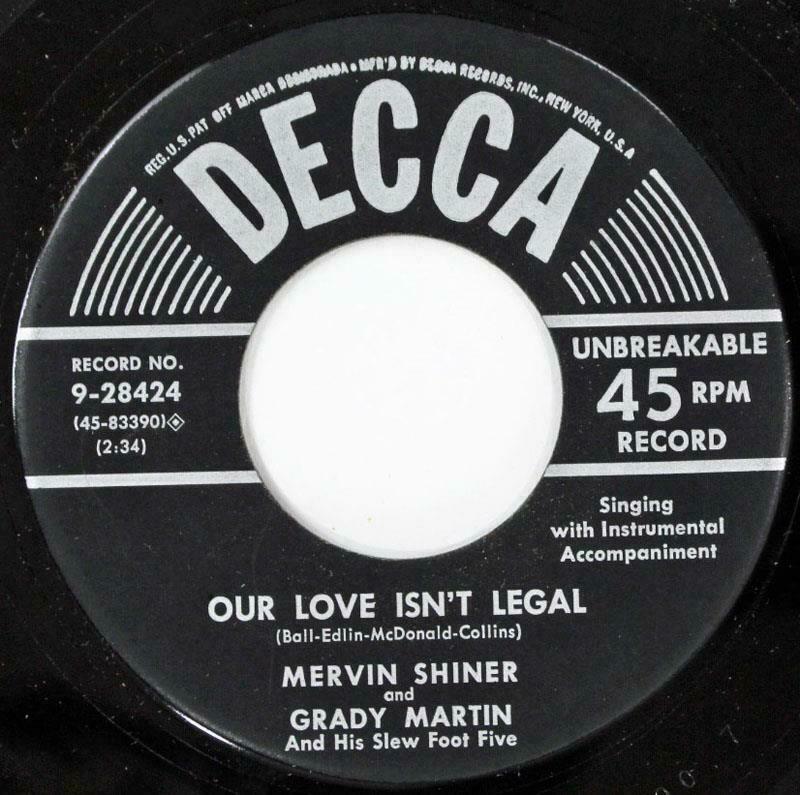 REG. U.S. PAT OFF MARCA REGISTRADA • MFR'D BY DECCA RECORDS, INC., NEW YORK, U.S.A
DECCA
RECORD NO.
9-28424
(45-83390)
(2:34)
UNBREAKABLE
45 RPM
RECORD
Singing
with Instrumental
Accompaniment
OUR LOVE ISN'T LEGAL
(Ball-Edlin-McDonald-Collins)
MERVIN SHINER
and
GRADY MARTIN
And His Slew Foot Five